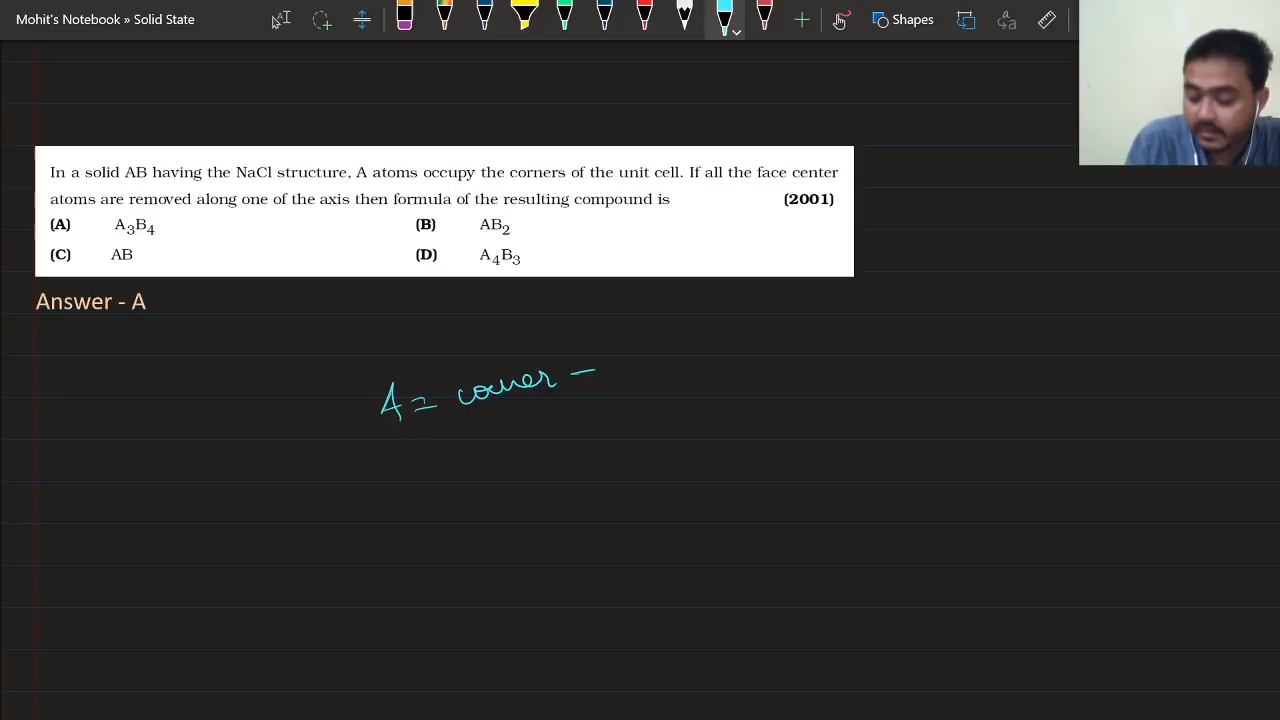 Mohit's Notebook » Solid State
Shapes
In a solid AB having the NaCl structure, A atoms occupy the corners of the unit cell. If all the face center
atoms are removed along one of the axis then formula of the resulting compound is (2001)
(A) A₃B₄ (B) AB₂
(C) AB (D) A₄B₃
Answer - A
A = corner -